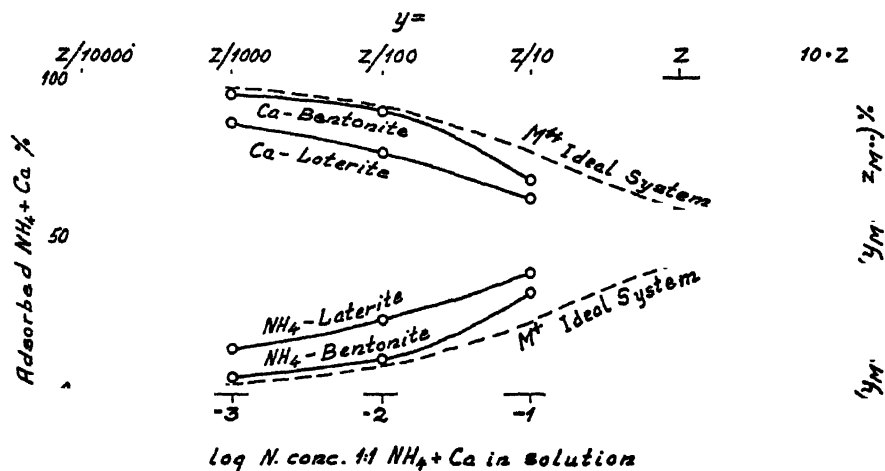 y=
Z/10000 Z/1000 Z/100 Z/10 Z 10·Z
100
Ca-Bentonite
Ca-Loterite
M++ Ideal System
50
NH4-Laterite
NH4-Bentonite
M+ Ideal System
-3 -2 -1
log N. conc. 1:1 NH4+Ca in solution
Adsorbed NH4+Ca %